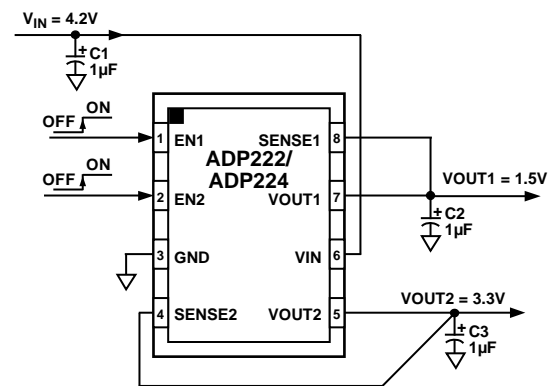 VIN = 4.2V
+ C1
1µF
OFF ON
OFF ON
1 EN1
2 EN2
3 GND
4 SENSE2
ADP222/
ADP224
SENSE1 8
VOUT1 7
VIN 6
VOUT2 5
VOUT1 = 1.5V
+ C2
1µF
VOUT2 = 3.3V
+ C3
1µF